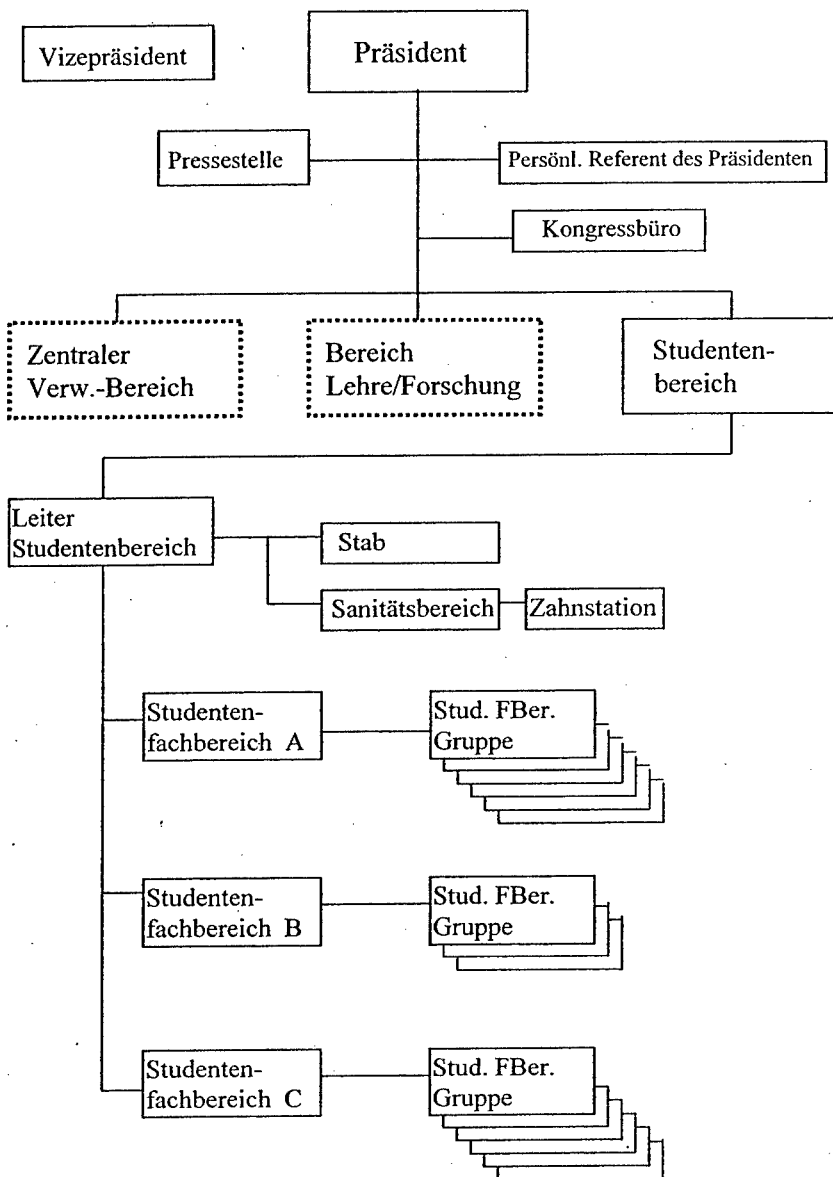 Vizepräsident
Präsident
Pressestelle
Persönl. Referent des Präsidenten
Kongressbüro
Zentraler
Verw.-Bereich
Bereich
Lehre/Forschung
Studenten-
bereich
Leiter
Studentenbereich
Stab
Sanitätsbereich
Zahnstation
Studenten-
fachbereich A
Stud. FBer.
Gruppe
Studenten-
fachbereich B
Stud. FBer.
Gruppe
Studenten-
fachbereich C
Stud. FBer.
Gruppe